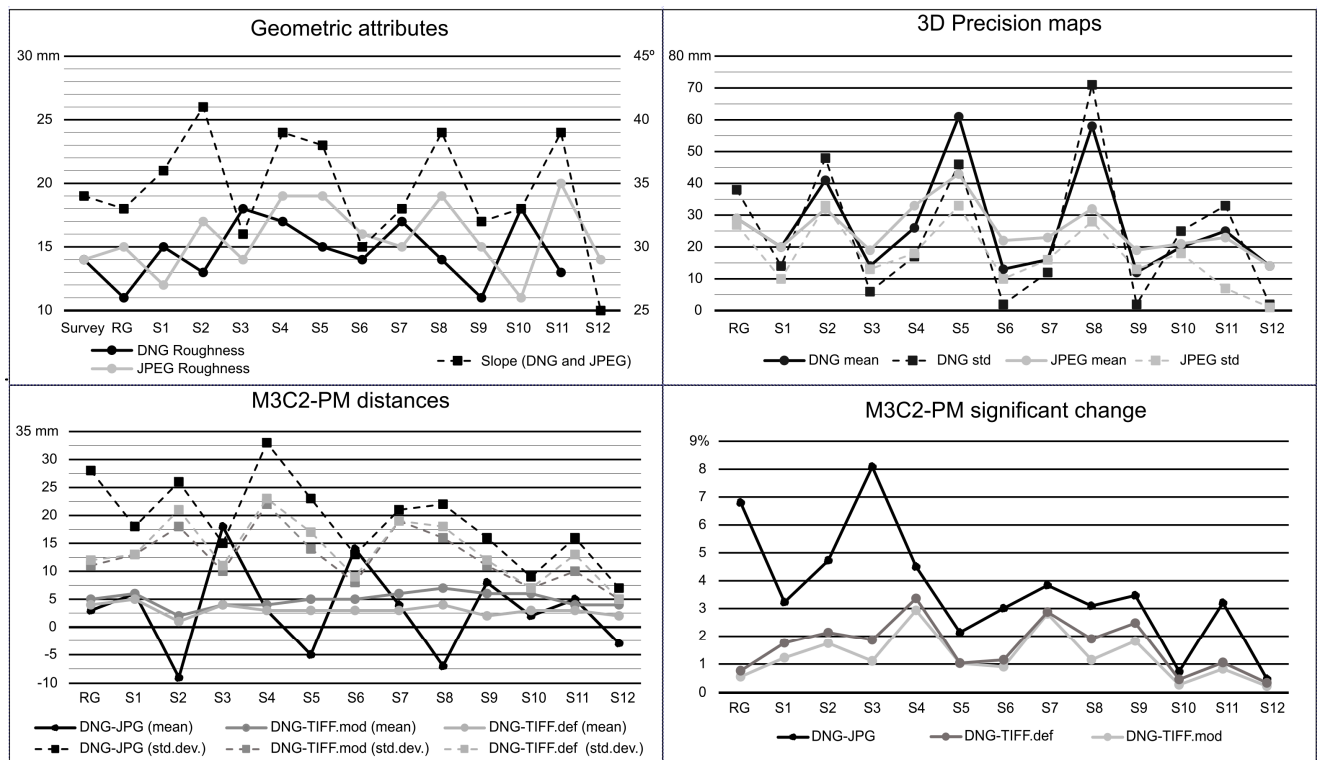 Geometric attributes
30 mm
25
20
15
10
45º
40
35
30
25
Survey RG S1 S2 S3 S4 S5 S6 S7 S8 S9 S10 S11 S12
DNG Roughness
JPEG Roughness
Slope (DNG and JPEG)
3D Precision maps
80 mm
70
60
50
40
30
20
10
0
RG S1 S2 S3 S4 S5 S6 S7 S8 S9 S10 S11 S12
DNG mean DNG std JPEG mean JPEG std
M3C2-PM distances
35 mm
30
25
20
15
10
5
0
-5
-10
RG S1 S2 S3 S4 S5 S6 S7 S8 S9 S10 S11 S12
DNG-JPG (mean) DNG-TIFF.mod (mean) DNG-TIFF.def (mean)
DNG-JPG (std.dev.) DNG-TIFF.mod (std.dev.) DNG-TIFF.def (std.dev.)
M3C2-PM significant change
9%
8
7
6
5
4
3
2
1
0
RG S1 S2 S3 S4 S5 S6 S7 S8 S9 S10 S11 S12
DNG-JPG DNG-TIFF.def DNG-TIFF.mod